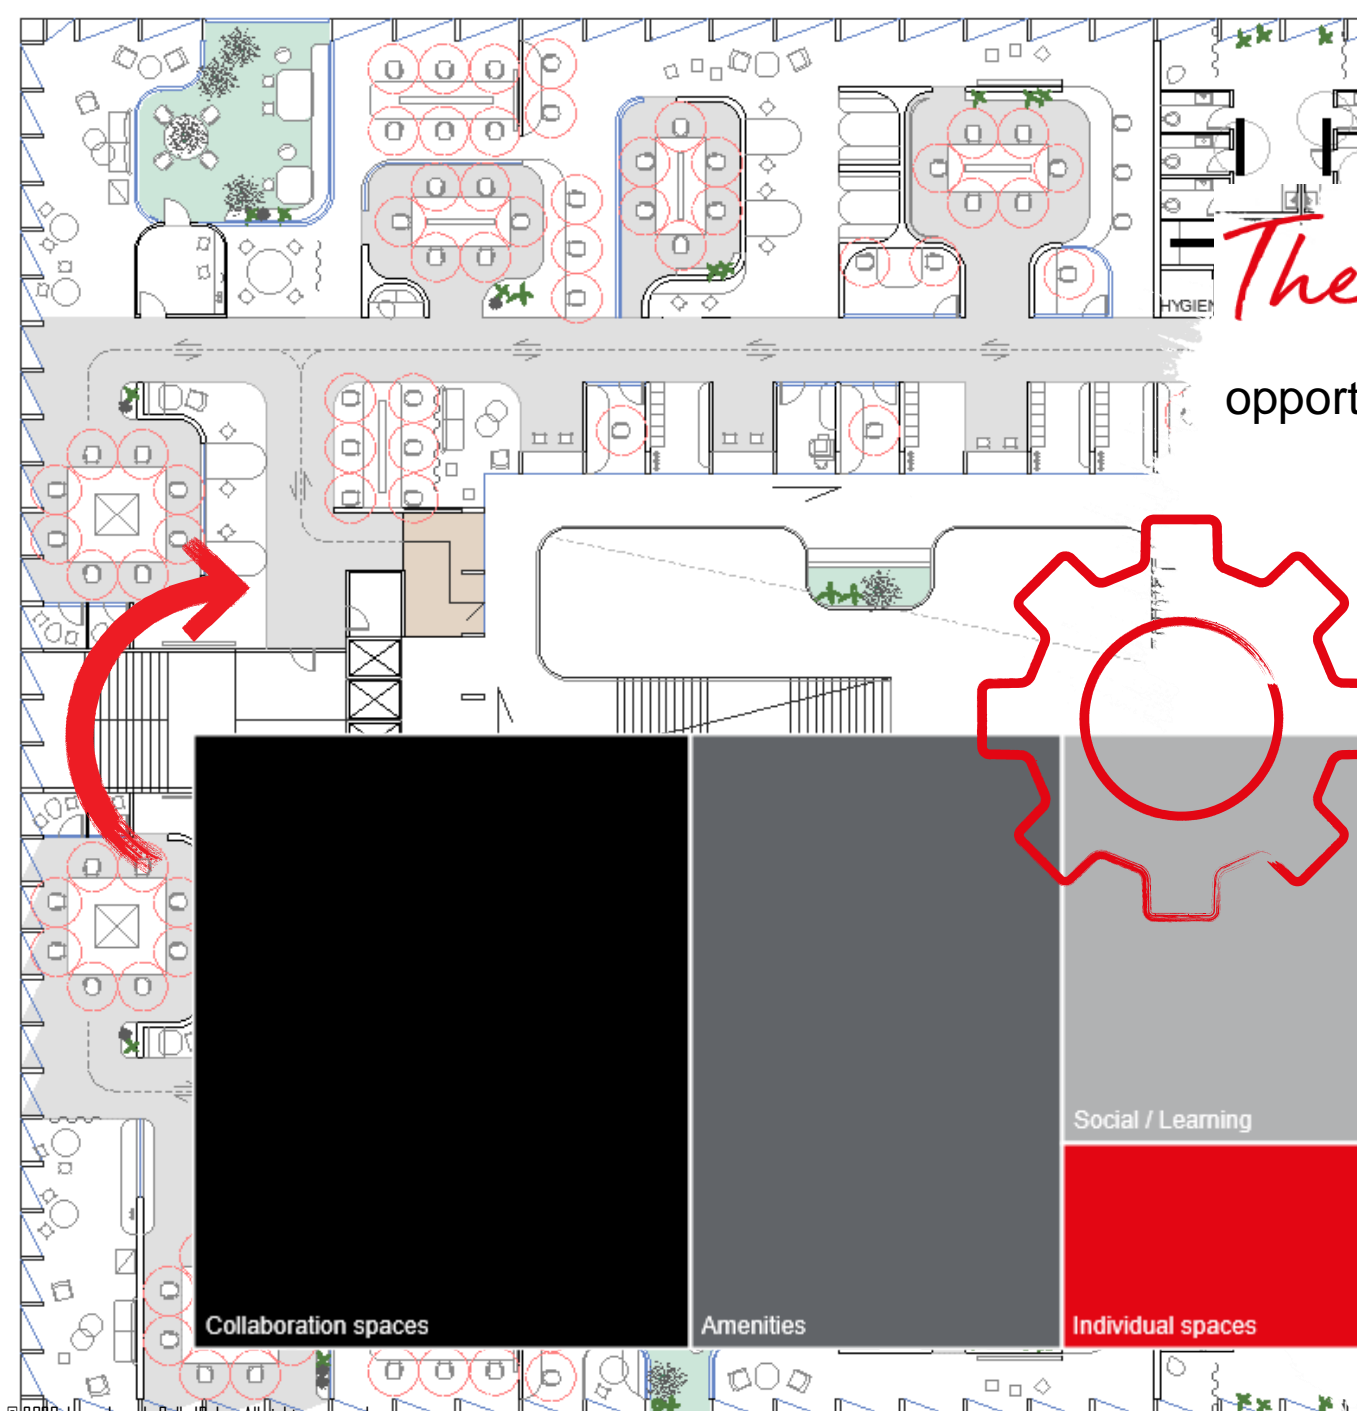 The
HYGIEN
opport
Social / Learning
Collaboration spaces
Amenities
Individual spaces